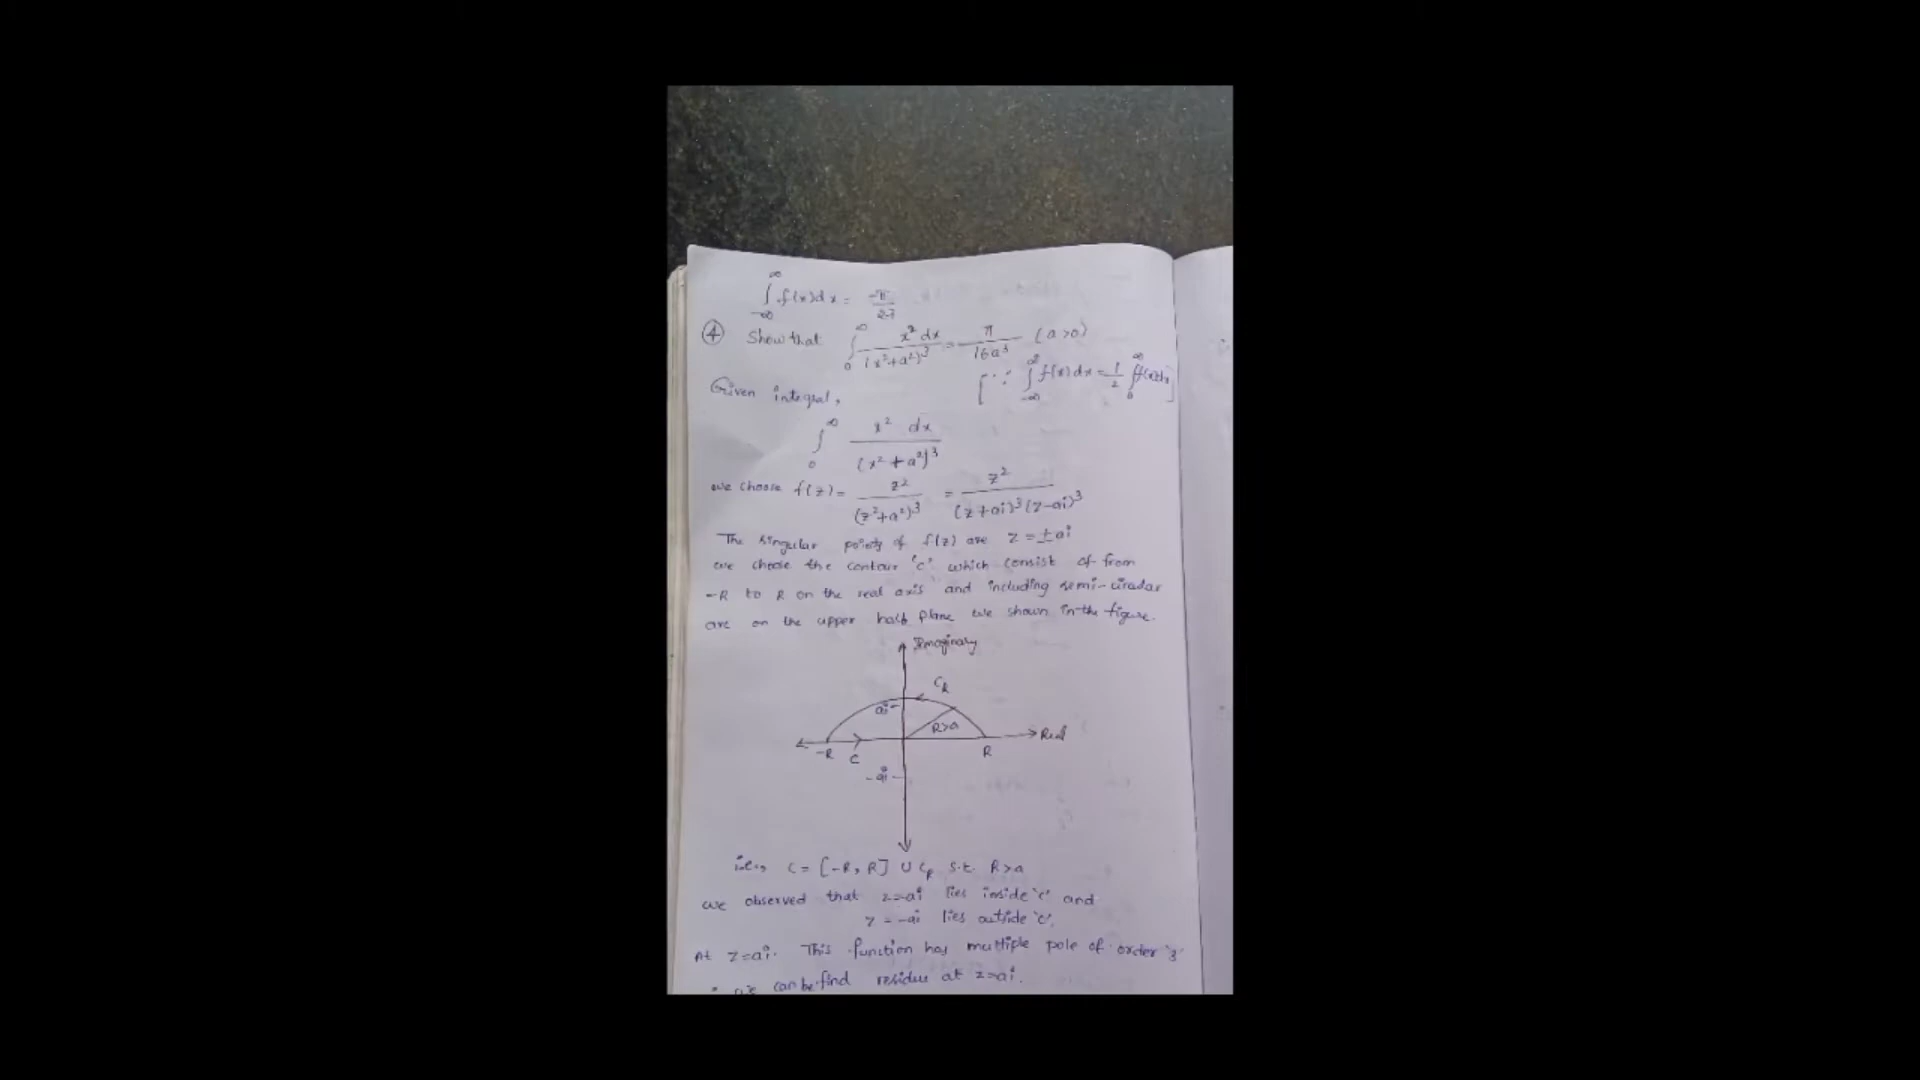 ∫_{-∞}^{∞} f(x)dx = -π/27
④ Show that ∫_0^∞ x² dx/(x²+a²)³ = π/16a³ (a>0)
[∵ ∫_{-∞}^{∞} f(x)dx = 1/2 ∫_0^∞ f(x)dx]
Given integral,
∫_0^∞ x² dx/(x²+a²)³
we choose f(z) = z²/(z²+a²)³ = z²/(z+ai)³(z-ai)³
The singular points of f(z) are z = ±ai
we choose the contour 'c' which consist of from
-R to R on the real axis and including semi-circular
arc on the upper half plane we shown in the figure.
Imaginary
C_R
ai
R>a
Real
-R
C
R
-ai
i.e., C = [-R, R] ∪ C_R s.t. R>a
we observed that z=ai lies inside 'c' and
z = -ai lies outside 'c'.
At z=ai. This function has multiple pole of order '3'
∴ we can be find residue at z=ai.